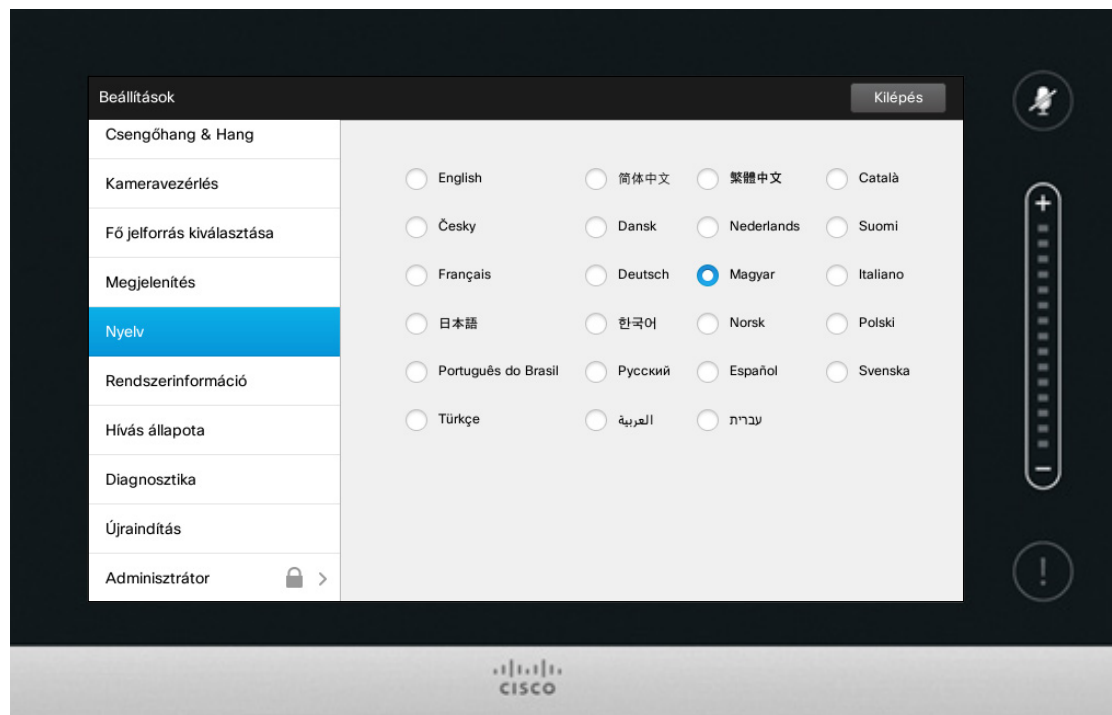 Beállítások
Kilépés
Csengőhang & Hang
Kameravezérlés
Fő jelforrás kiválasztása
Megjelenítés
Nyelv
Rendszerinformáció
Hívás állapota
Diagnosztika
Újraindítás
Adminisztrátor
English
简体中文
繁體中文
Català
Česky
Dansk
Nederlands
Suomi
Français
Deutsch
Magyar
Italiano
日本語
한국어
Norsk
Polski
Português do Brasil
Русский
Español
Svenska
Türkçe
العربية
עברית
CISCO